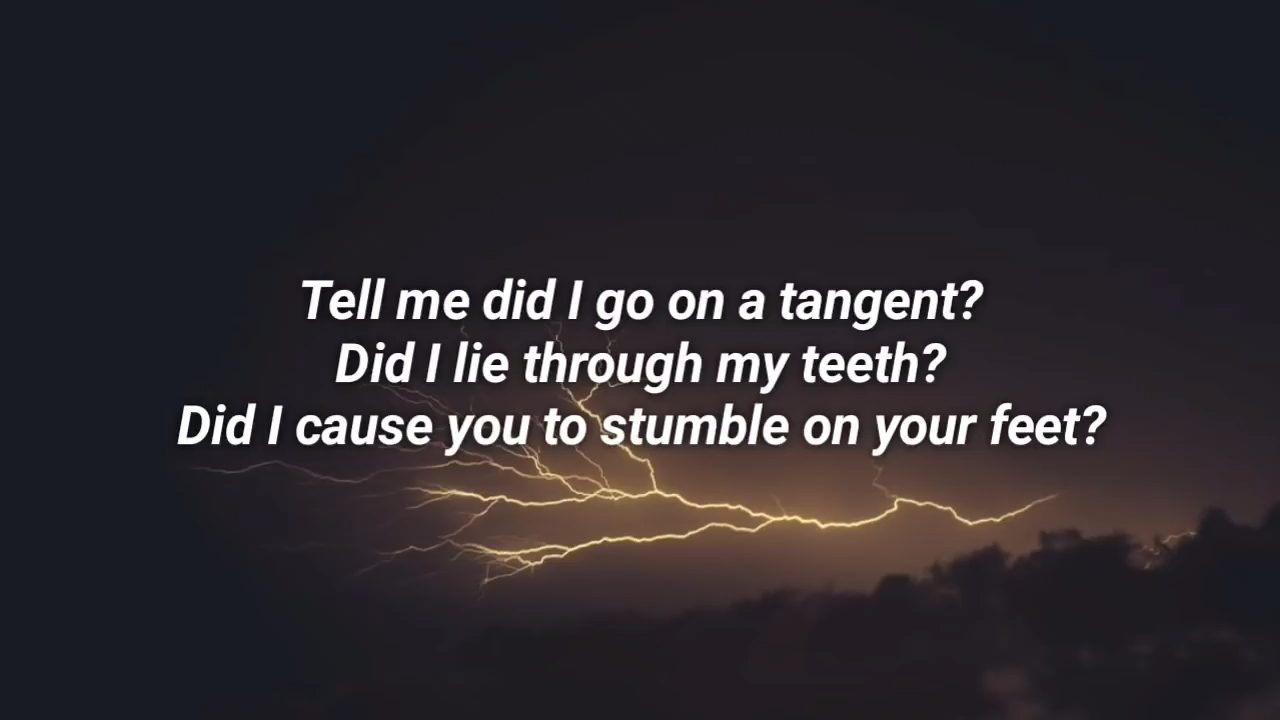 Tell me did I go on a tangent?
Did I lie through my teeth?
Did I cause you to stumble on your feet?